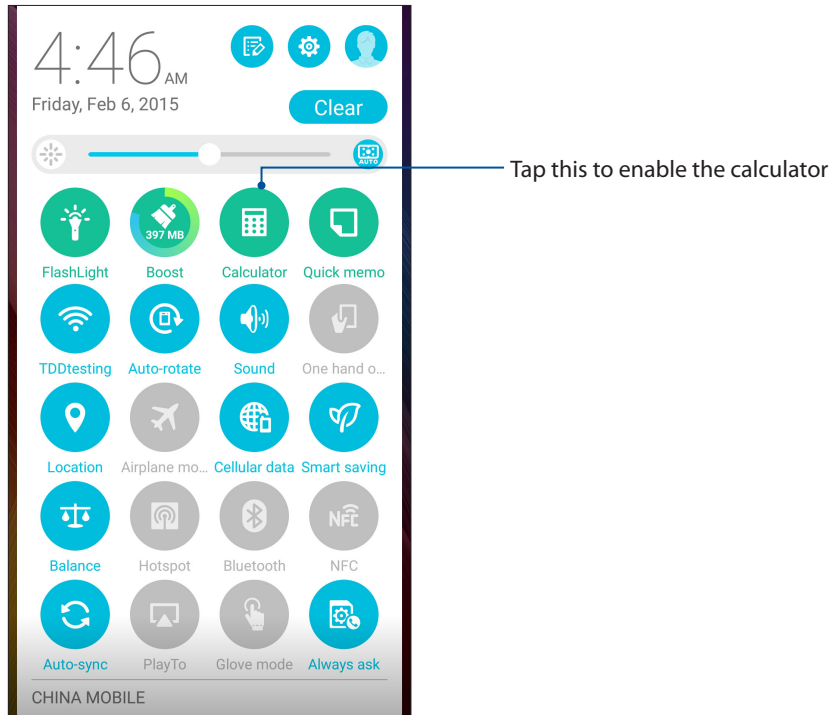 4:46 AM
Friday, Feb 6, 2015
Clear
AUTO
Tap this to enable the calculator
397 MB
FlashLight Boost Calculator Quick memo
TDDtesting Auto-rotate Sound One hand o...
Location Airplane mo... Cellular data Smart saving
NFC
Balance Hotspot Bluetooth NFC
Auto-sync PlayTo Glove mode Always ask
CHINA MOBILE